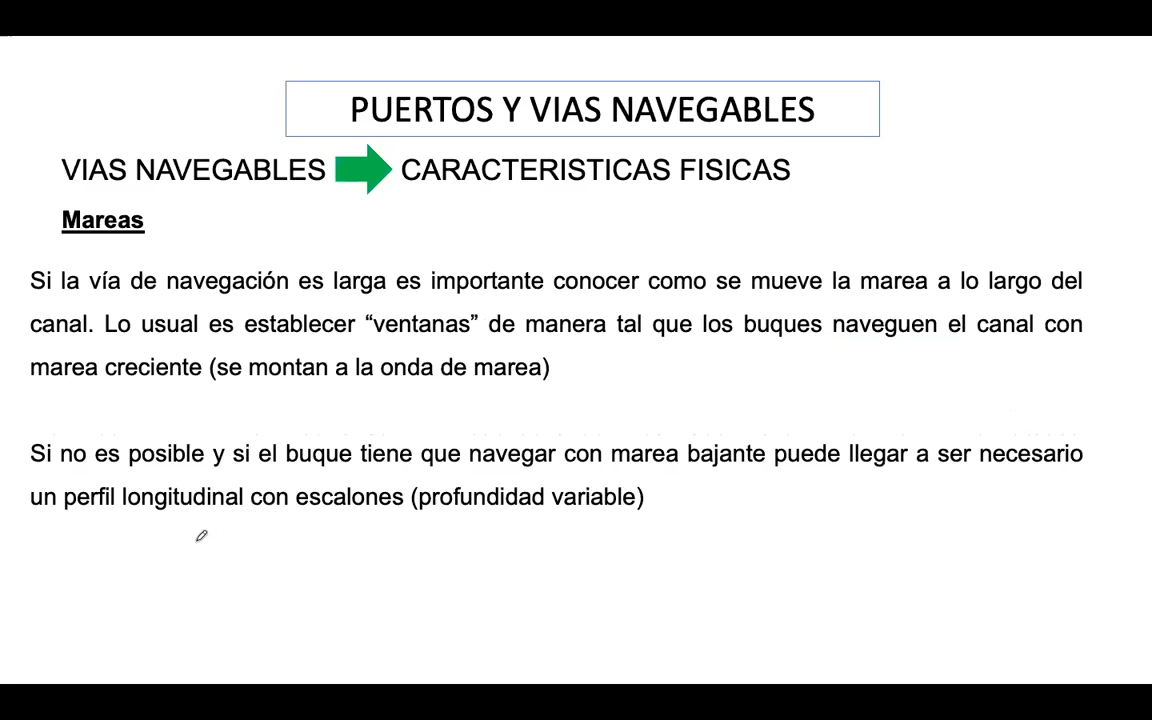 PUERTOS Y VIAS NAVEGABLES
VIAS NAVEGABLES CARACTERISTICAS FISICAS
Mareas
Si la vía de navegación es larga es importante conocer como se mueve la marea a lo largo del
canal. Lo usual es establecer “ventanas” de manera tal que los buques naveguen el canal con
marea creciente (se montan a la onda de marea)
Si no es posible y si el buque tiene que navegar con marea bajante puede llegar a ser necesario
un perfil longitudinal con escalones (profundidad variable)